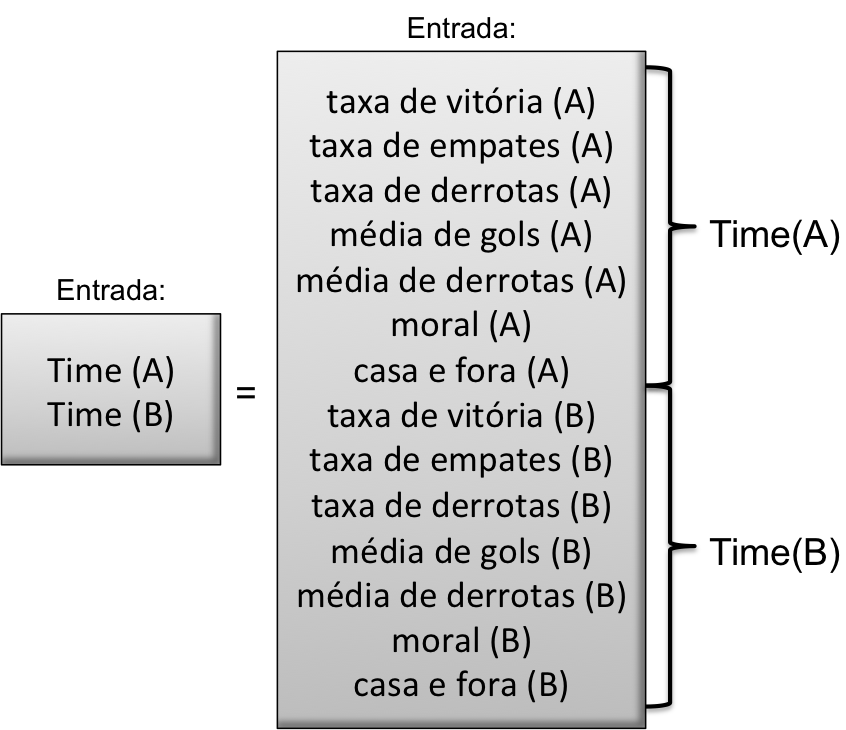 Entrada:
Time (A)
Time (B)
=
Entrada:
taxa de vitória (A)
taxa de empates (A)
taxa de derrotas (A)
média de gols (A)
média de derrotas (A)
moral (A)
casa e fora (A)
taxa de vitória (B)
taxa de empates (B)
taxa de derrotas (B)
média de gols (B)
média de derrotas (B)
moral (B)
casa e fora (B)
Time(A)
Time(B)